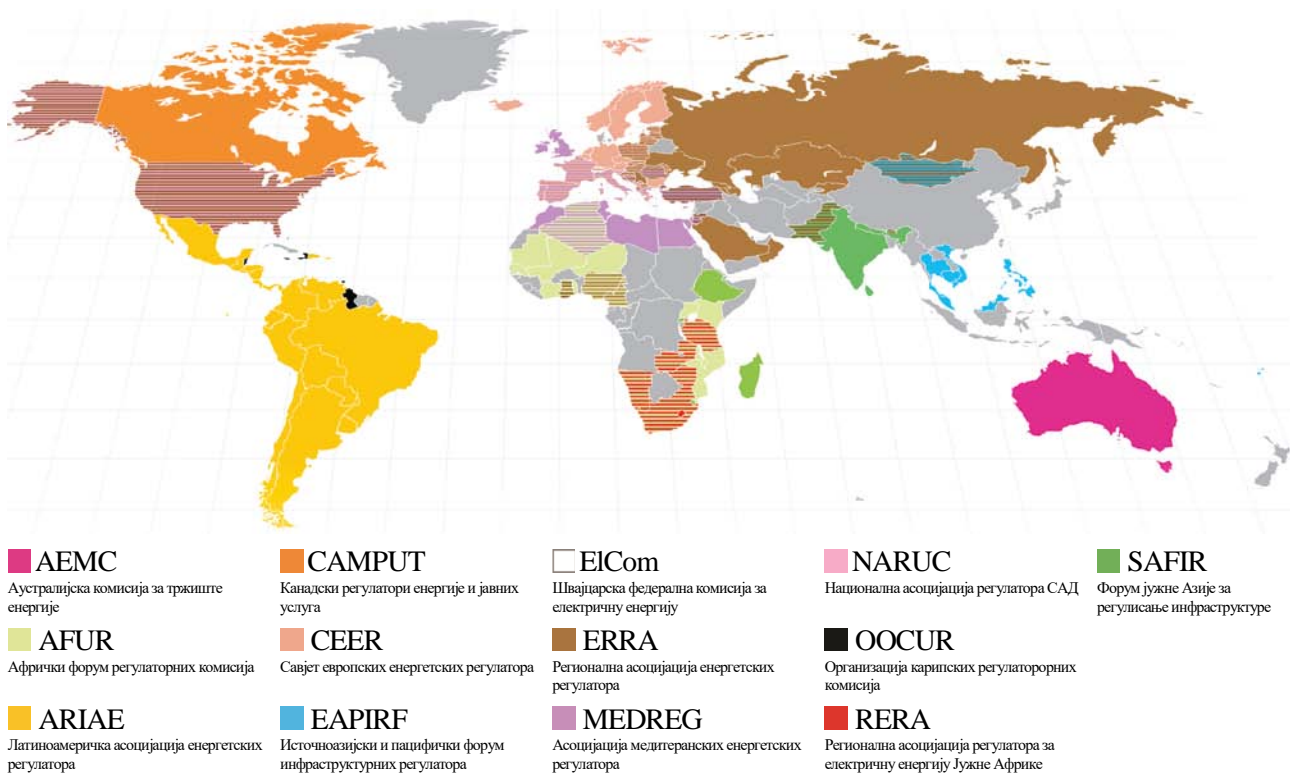 AEMC
Аустралијска комисија за тржиште
енергије
CAMPUT
Канадски регулатори енергије и јавних
услуга
ElCom
Швајцарска федерална комисија за
електричну енергију
NARUC
Национална асоцијација регулатора САД
SAFIR
Форум јужне Азије за
регулисање инфраструктуре
AFUR
Афрички форум регулаторних комисија
CEER
Савјет европских енергетских регулатора
ERRA
Регионална асоцијација енергетских
регулатора
OOCUR
Организација карипских регулаторорних
комисија
ARIAE
Латиноамеричка асоцијација енергетских
регулатора
EAPIRF
Источноазијски и пацифички форум
инфраструктурних регулатора
MEDREG
Асоцијација медитеранских енергетских
регулатора
RERA
Регионална асоцијација регулатора за
електричну енергију Јужне Африке